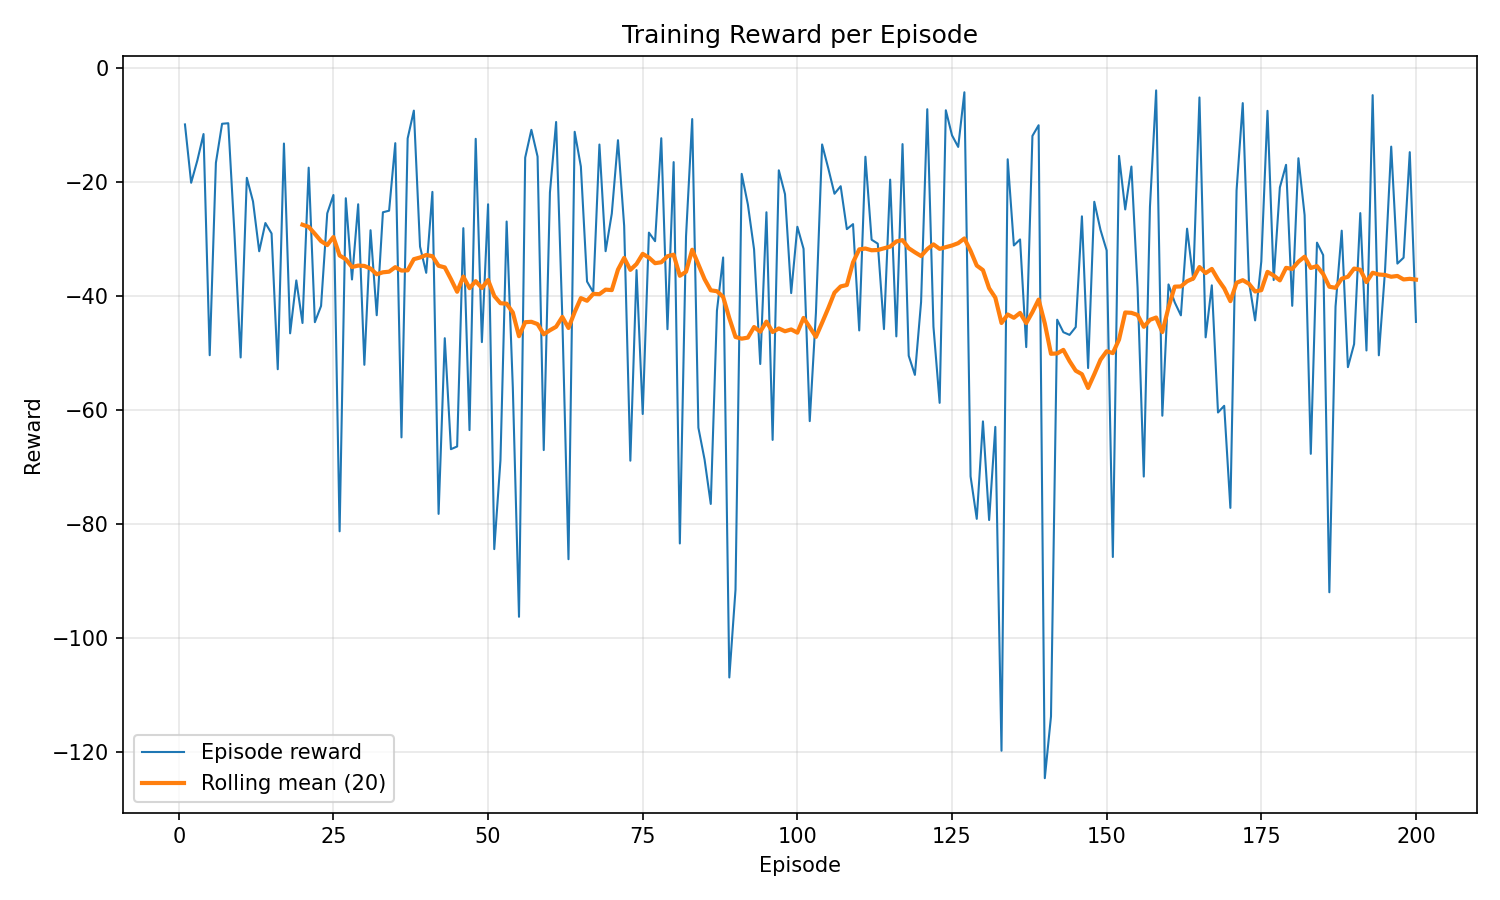 Training Reward per Episode
Reward
0
−20
−40
−60
−80
−100
−120
Episode reward
Rolling mean (20)
0 25 50 75 100 125 150 175 200
Episode